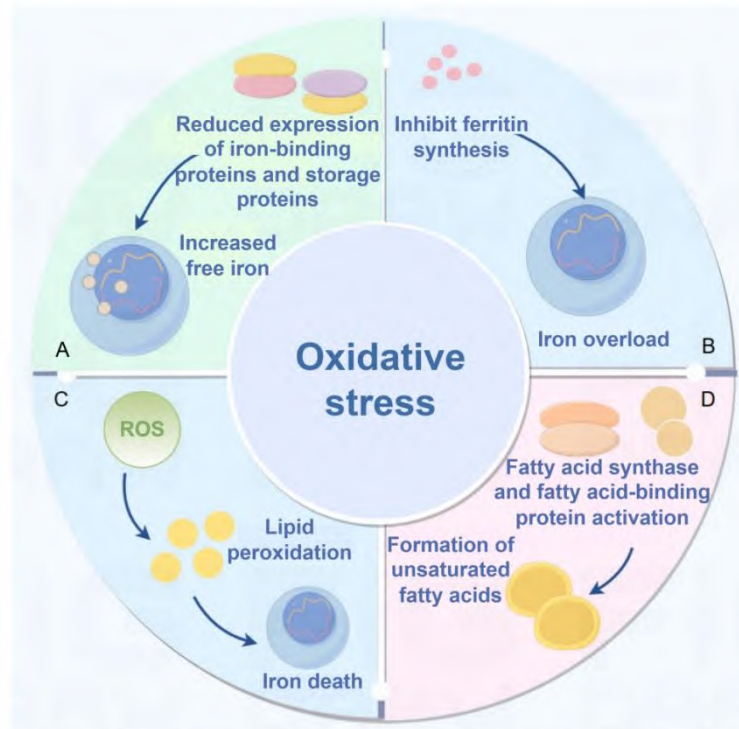 Reduced expression
of iron-binding
proteins and storage
proteins
Increased
free iron
A
Inhibit ferritin
synthesis
Iron overload
B
Oxidative
stress
C
ROS
Lipid
peroxidation
Iron death
D
Fatty acid synthase
and fatty acid-binding
protein activation
Formation of
unsaturated
fatty acids